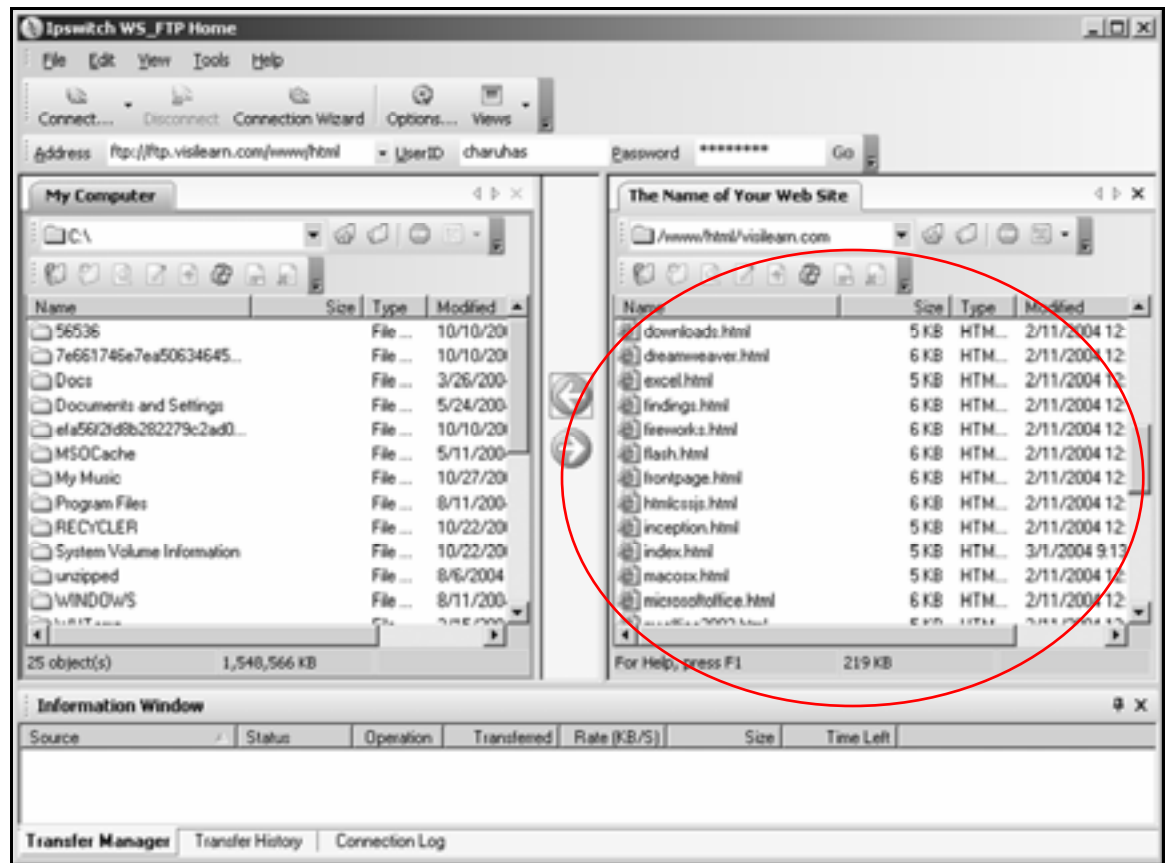 Ipswitch WS_FTP Home
File Edit View Tools Help
Connect... Disconnect Connection Wizard Options... Views
Address ftp://ftp.visilearn.com/www/html UserID charuhas Password ******** Go
My Computer
C:\
Name Size Type Modified
56536 File ... 10/10/20
7e661746e7ea50634645... File ... 10/10/20
Docs File ... 3/26/200
Documents and Settings File ... 5/24/200
File ... 10/10/20
MSOCache File ... 5/11/200
My Music File ... 10/27/20
Program Files File ... 8/11/200
RECYCLER File ... 10/22/20
System Volume Information File ... 10/22/20
unzipped File ... 8/6/2004
WINDOWS File ... 8/11/200
25 object(s) 1,548,566 KB
The Name of Your Web Site
/www/html/visilearn.com
Name Size Type Modified
downloads.html 5 KB HTM... 2/11/2004 12:
dreamweaver.html 6 KB HTM... 2/11/2004 12:
excel.html 5 KB HTM... 2/11/2004 12:
findings.html 6 KB HTM... 2/11/2004 12:
fireworks.html 6 KB HTM... 2/11/2004 12:
flash.html 6 KB HTM... 2/11/2004 12:
frontpage.html 6 KB HTM... 2/11/2004 12:
htmlcssjs.html 6 KB HTM... 2/11/2004 12:
inception.html 5 KB HTM... 2/11/2004 12:
index.html 5 KB HTM... 3/1/2004 9:13
macosx.html 5 KB HTM... 2/11/2004 12:
microsoftoffice.html 6 KB HTM... 2/11/2004 12:
For Help, press F1 219 KB
Information Window
Source Status Operation Transferred Rate (KB/S) Size Time Left
Transfer Manager Transfer History Connection Log